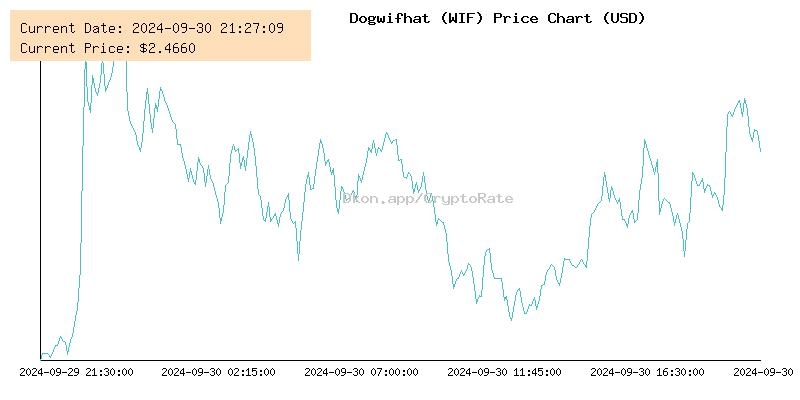 Dogwifhat (WIF) Price Chart (USD)
Current Date: 2024-09-30 21:27:09
Current Price: $2.4660
0ron.app/CryptoRate
2024-09-29 21:30:00 2024-09-30 02:15:00 2024-09-30 07:00:00 2024-09-30 11:45:00 2024-09-30 16:30:00 2024-09-30